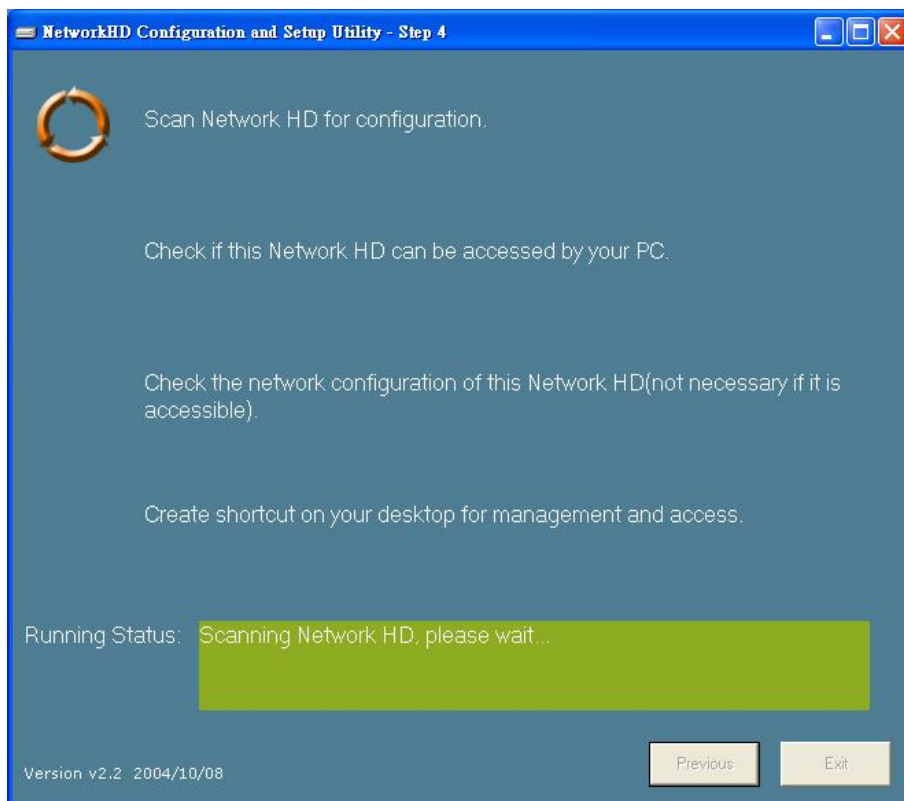 NetworkHD Configuration and Setup Utility - Step 4
Scan Network HD for configuration.
Check if this Network HD can be accessed by your PC.
Check the network configuration of this Network HD(not necessary if it is
accessible).
Create shortcut on your desktop for management and access.
Running Status: Scanning Network HD, please wait...
Previous Exit
Version v2.2 2004/10/08